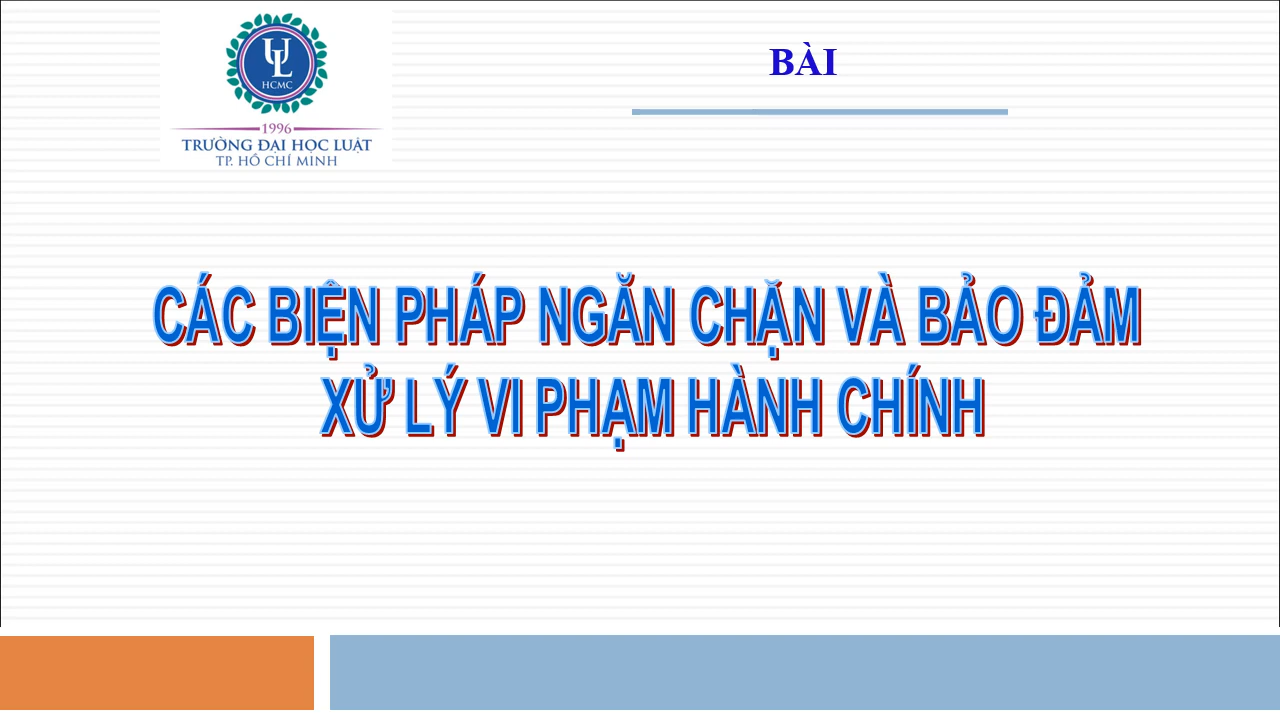 UL
HCMC
1996
TRƯỜNG ĐẠI HỌC LUẬT
TP. HỒ CHÍ MINH
BÀI
CÁC BIỆN PHÁP NGĂN CHẶN VÀ BẢO ĐẢM
XỬ LÝ VI PHẠM HÀNH CHÍNH